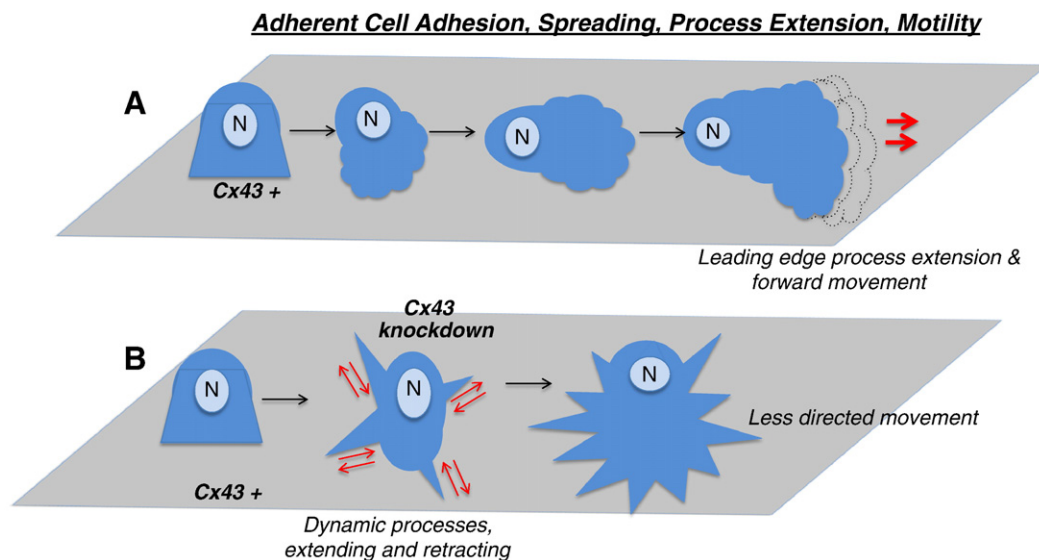 Adherent Cell Adhesion, Spreading, Process Extension, Motility
A
N
N
N
N
Cx43 +
Leading edge process extension &
forward movement
B
Cx43
knockdown
N
N
N
Less directed movement
Cx43 +
Dynamic processes,
extending and retracting